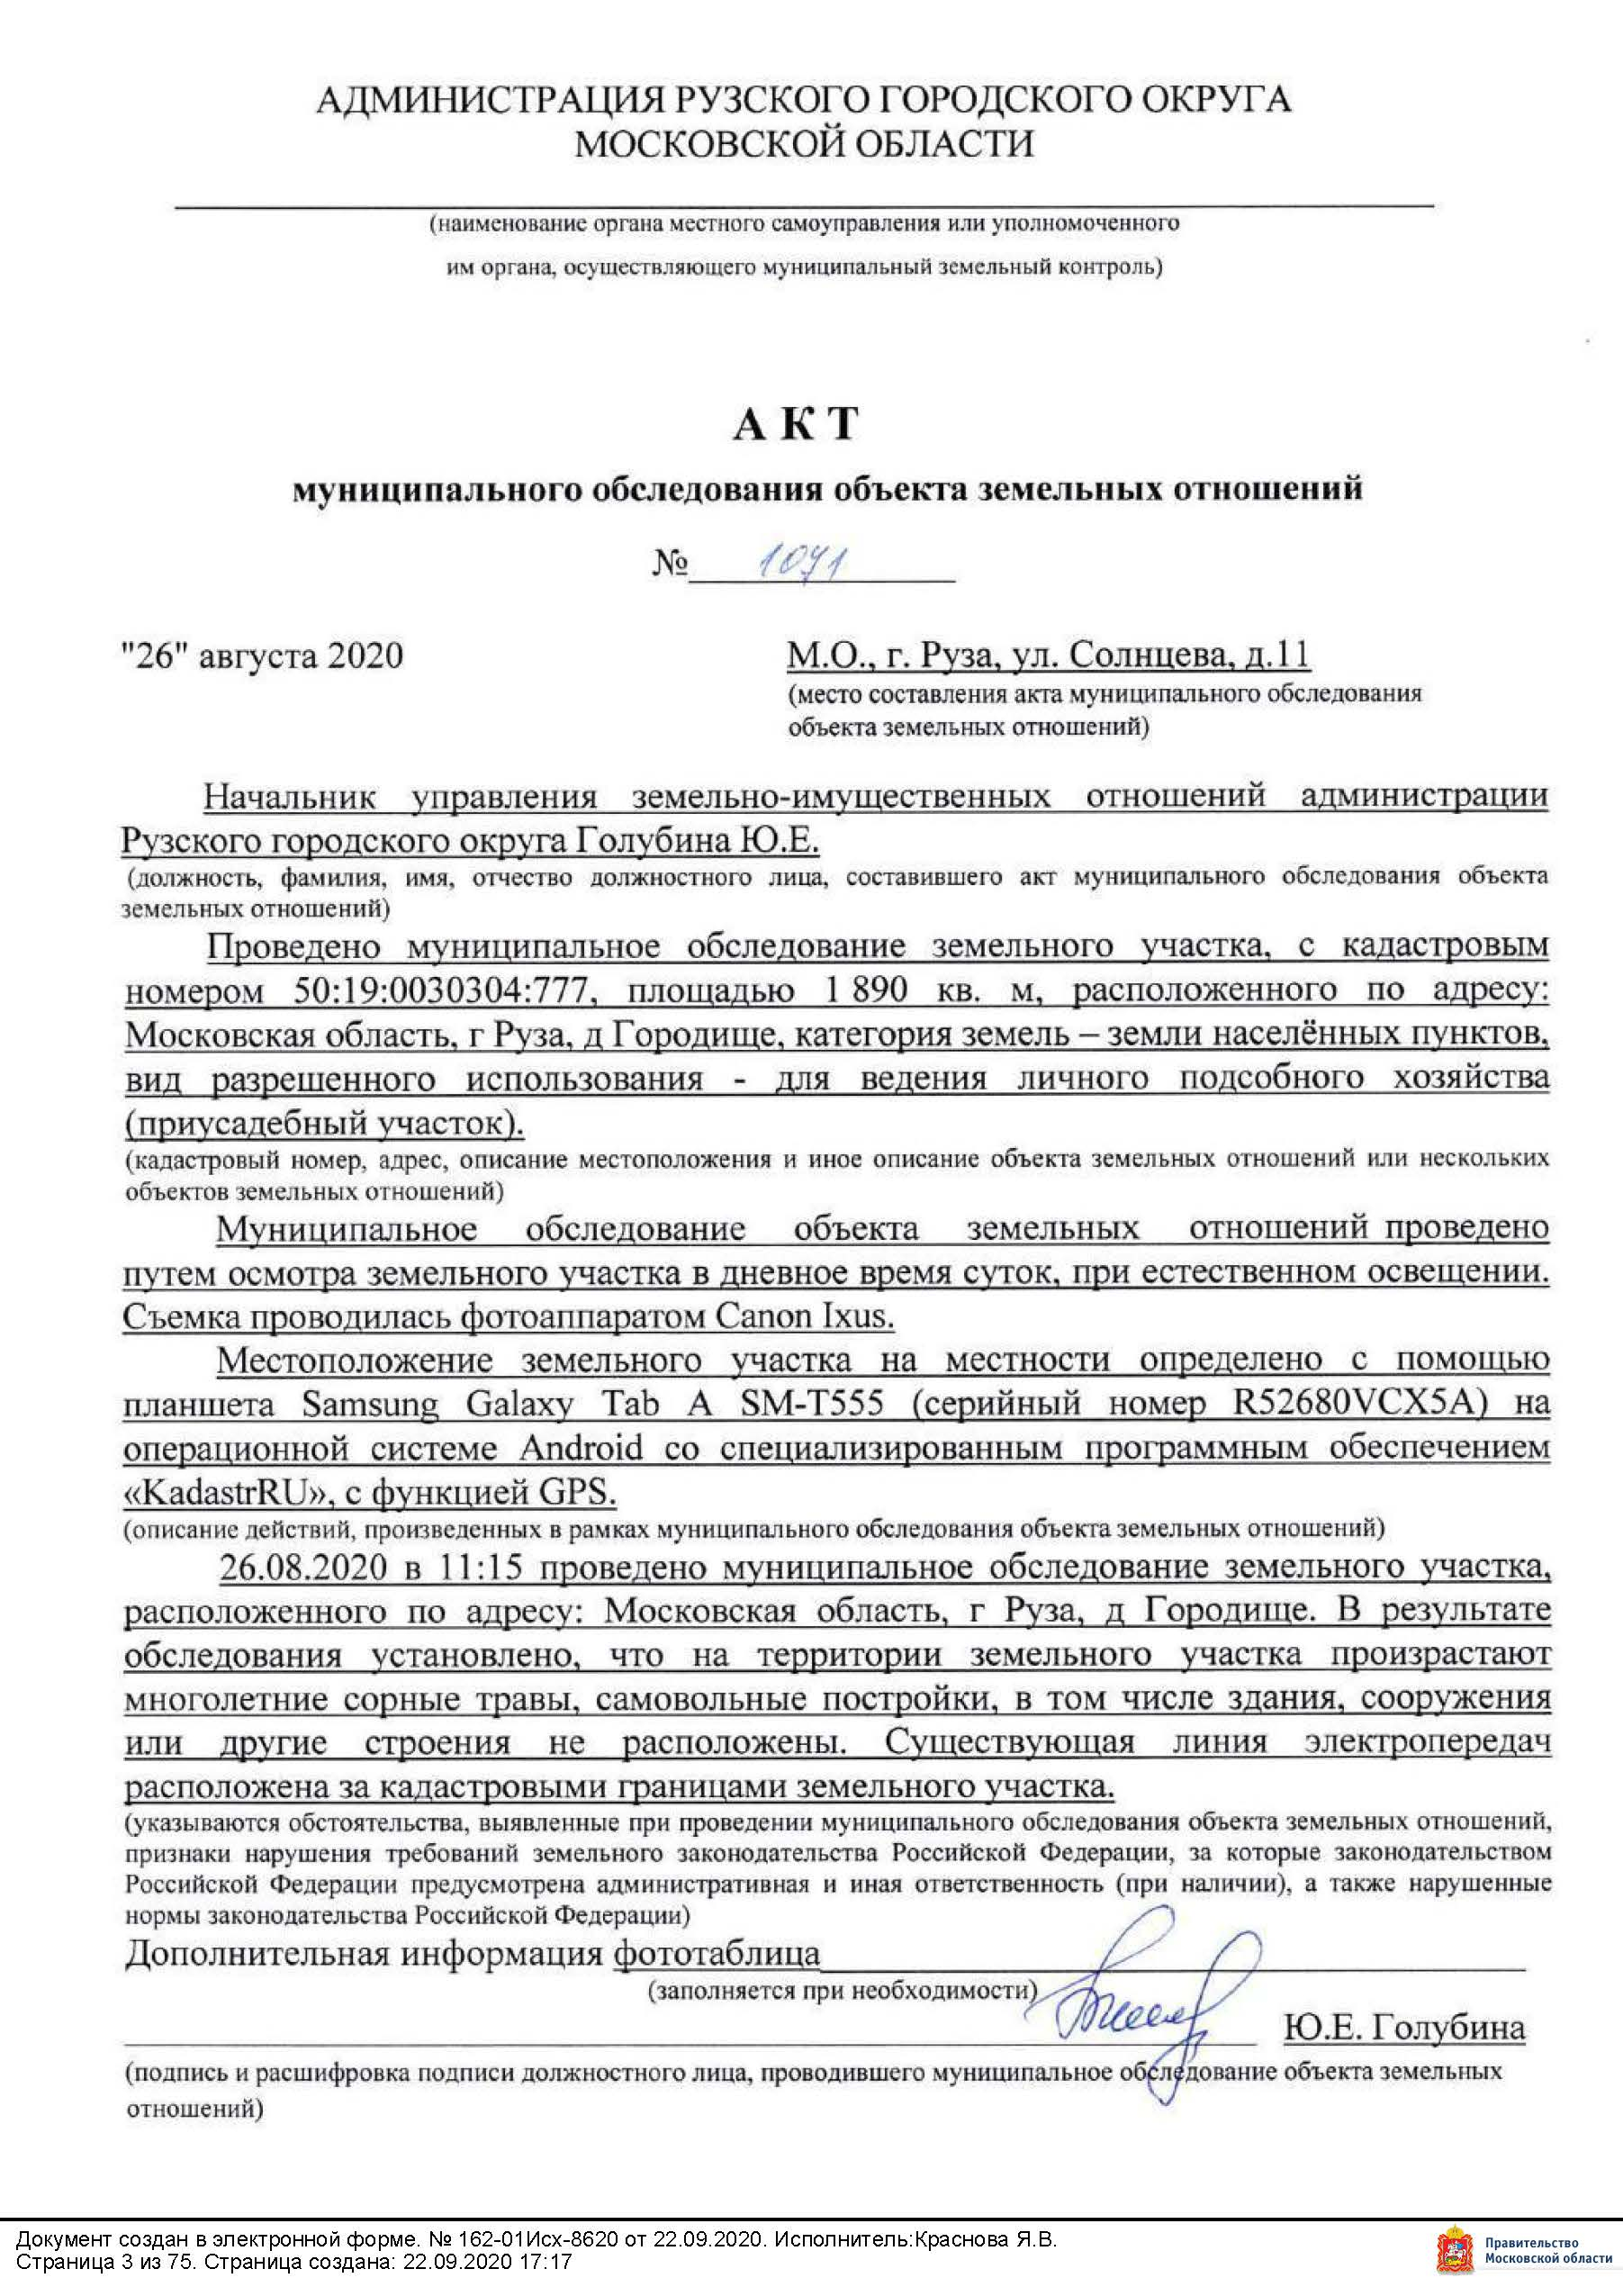 АДМИНИСТРАЦИЯ РУЗСКОГО ГОРОДСКОГО ОКРУГА
МОСКОВСКОЙ ОБЛАСТИ
(наименование органа местного самоуправления или уполномоченного
им органа, осуществляющего муниципальный земельный контроль)
А К Т
муниципального обследования объекта земельных отношений
№ 1091
"26" августа 2020
М.О., г. Руза, ул. Солнцева, д.11
(место составления акта муниципального обследования
объекта земельных отношений)
Начальник управления земельно-имущественных отношений администрации
Рузского городского округа Голубина Ю.Е.
(должность, фамилия, имя, отчество должностного лица, составившего акт муниципального обследования объекта
земельных отношений)
Проведено муниципальное обследование земельного участка, с кадастровым
номером 50:19:0030304:777, площадью 1 890 кв. м, расположенного по адресу:
Московская область, г Руза, д Городище, категория земель – земли населённых пунктов,
вид разрешенного использования - для ведения личного подсобного хозяйства
(приусадебный участок).
(кадастровый номер, адрес, описание местоположения и иное описание объекта земельных отношений или нескольких
объектов земельных отношений)
Муниципальное обследование объекта земельных отношений проведено
путем осмотра земельного участка в дневное время суток, при естественном освещении.
Съемка проводилась фотоаппаратом Canon Ixus.
Местоположение земельного участка на местности определено с помощью
планшета Samsung Galaxy Tab A SM-T555 (серийный номер R52680VCX5A) на
операционной системе Android со специализированным программным обеспечением
«KadastrRU», с функцией GPS.
(описание действий, произведенных в рамках муниципального обследования объекта земельных отношений)
26.08.2020 в 11:15 проведено муниципальное обследование земельного участка,
расположенного по адресу: Московская область, г Руза, д Городище. В результате
обследования установлено, что на территории земельного участка произрастают
многолетние сорные травы, самовольные постройки, в том числе здания, сооружения
или другие строения не расположены. Существующая линия электропередач
расположена за кадастровыми границами земельного участка.
(указываются обстоятельства, выявленные при проведении муниципального обследования объекта земельных отношений,
признаки нарушения требований земельного законодательства Российской Федерации, за которые законодательством
Российской Федерации предусмотрена административная и иная ответственность (при наличии), а также нарушенные
нормы законодательства Российской Федерации)
Дополнительная информация фототаблица
(заполняется при необходимости)
Ю.Е. Голубина
(подпись и расшифровка подписи должностного лица, проводившего муниципальное обследование объекта земельных
отношений)
Документ создан в электронной форме. № 162-01Исх-8620 от 22.09.2020. Исполнитель:Краснова Я.В.
Страница 3 из 75. Страница создана: 22.09.2020 17:17
Правительство
Московской области